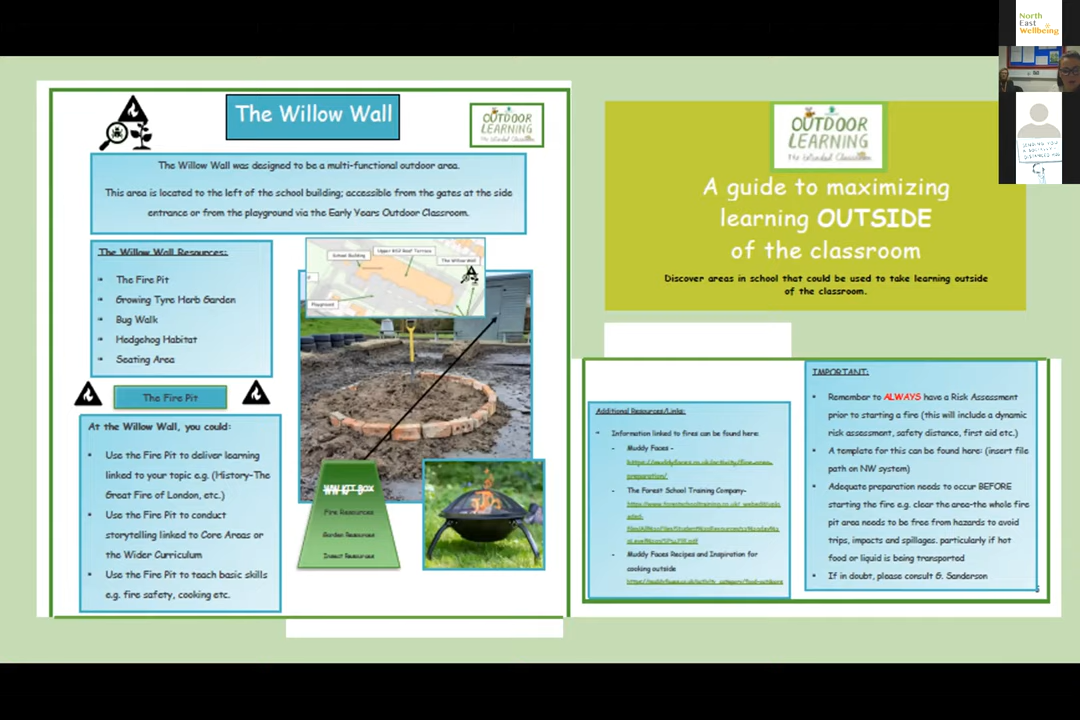 The Willow Wall
OUTDOOR
LEARNING
The Wilow Wall was designed to be a multi-functional outdoor area.
This area is located to the left of the school building; accessible from the gates at the side
entrance or from the playground via the Early Years Outdoor Classroom.
The Willow Wall Resources:
The Fire Pit
Growing Tyre Herb Garden
Bug Walk
Hedgehog Habitat
Seating Area
School Building
The Willow Wall
Playground
The Fire Pit
At the Willow Wall, you could:
Use the Fire Pit to deliver learning
linked to your topic e.g. (History-The
Great Fire of London, etc.)
Use the Fire Pit to conduct
storytelling linked to Core Areas or
the Wider Curriculum
Use the Fire Pit to teach basic skills
e.g. fire safety, cooking etc.
Fire Resources
Garden Resources
Insect Resources
OUTDOOR
LEARNING
A guide to maximizing
learning OUTSIDE
of the classroom
Discover areas in school that could be used to take learning outside
of the classroom.
Additional Resources/Links:
Information linked to fires can be found here:
Muddy Faces -
The Forest School Training Company-
Muddy Faces Recipes and Inspiration for
cooking outside
IMPORTANT:
Remember to ALWAYS have a Risk Assessment
prior to starting a fire (this will include a dynamic
risk assessment, safety distance, first aid etc.)
A template for this can be found here: (insert file
path on NW system)
Adequate preparation needs to occur BEFORE
starting the fire e.g. clear the area-the whole fire
pit area needs to be free from hazards to avoid
trips, impacts and spillages. particularly if hot
food or liquid is being transported
If in doubt, please consult G. Sanderson
North
East
Wellbeing